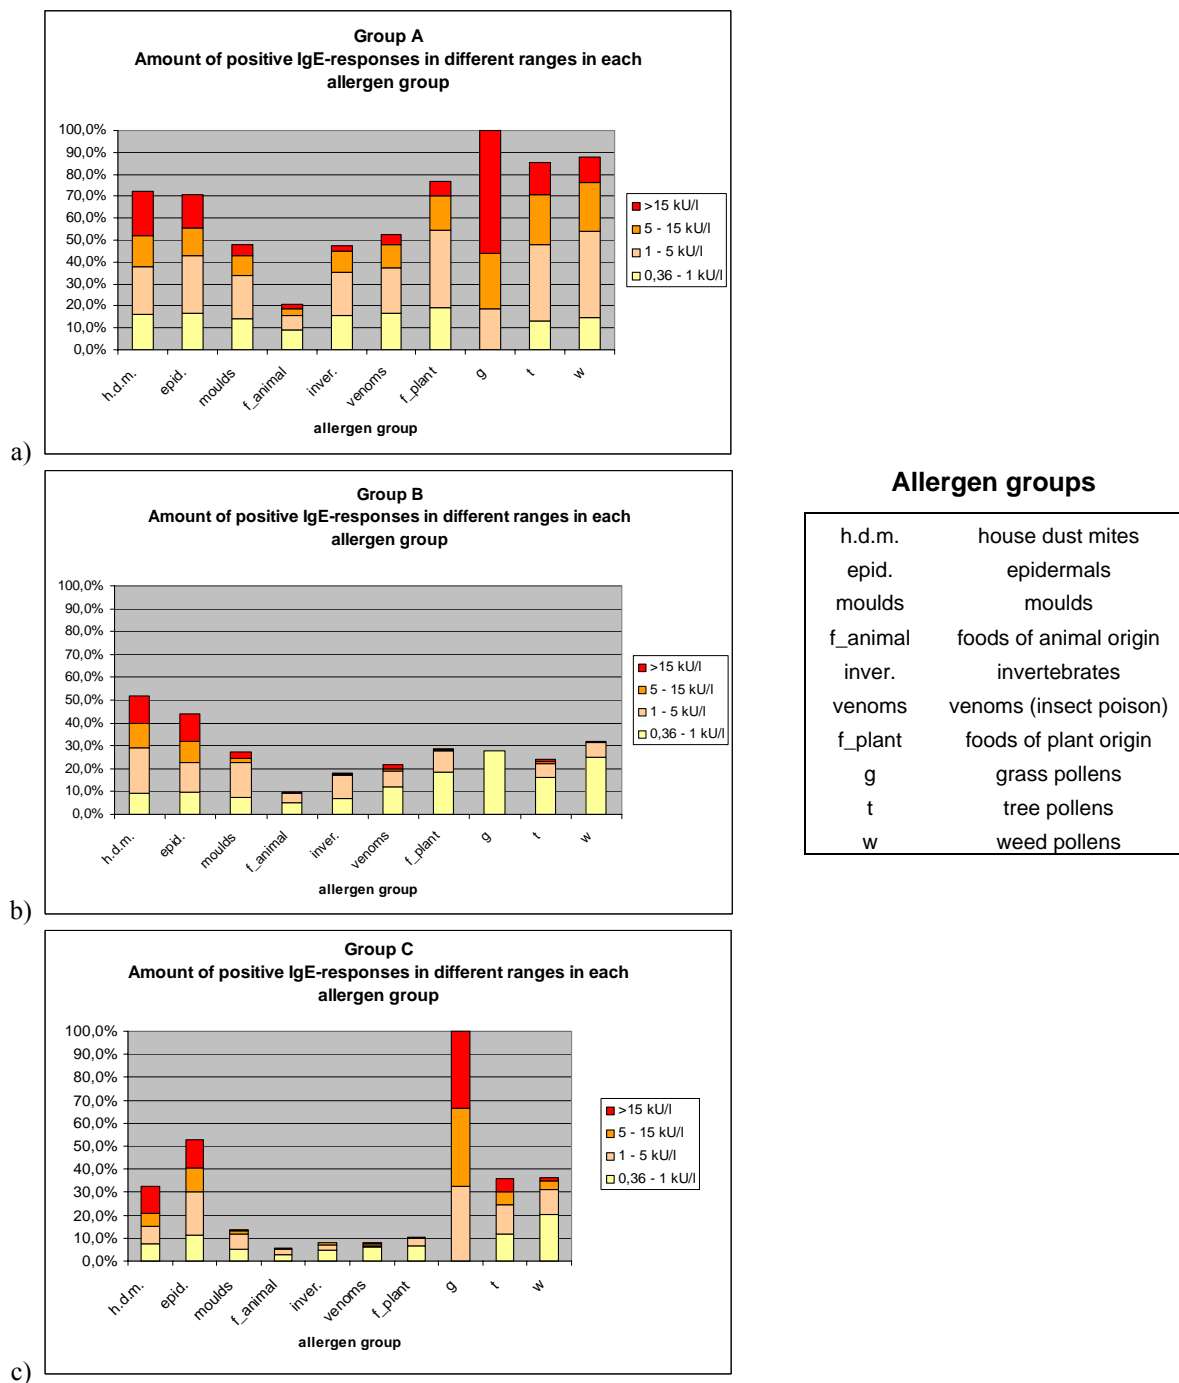 Group A
Amount of positive IgE-responses in different ranges in each
allergen group
100,0%
90,0%
80,0%
70,0%
60,0%
50,0%
40,0%
30,0%
20,0%
10,0%
0,0%
h.d.m.
epid.
moulds
f_animal
inver.
venoms
f_plant
g
t
w
allergen group
>15 kU/l
5 - 15 kU/l
1 - 5 kU/l
0,36 - 1 kU/l
a)
Group B
Amount of positive IgE-responses in different ranges in each
allergen group
100,0%
90,0%
80,0%
70,0%
60,0%
50,0%
40,0%
30,0%
20,0%
10,0%
0,0%
h.d.m.
epid.
moulds
f_animal
inver.
venoms
f_plant
g
t
w
allergen group
>15 kU/l
5 - 15 kU/l
1 - 5 kU/l
0,36 - 1 kU/l
b)
Allergen groups
h.d.m. house dust mites
epid. epidermals
moulds moulds
f_animal foods of animal origin
inver. invertebrates
venoms venoms (insect poison)
f_plant foods of plant origin
g grass pollens
t tree pollens
w weed pollens
Group C
Amount of positive IgE-responses in different ranges in each
allergen group
100,0%
90,0%
80,0%
70,0%
60,0%
50,0%
40,0%
30,0%
20,0%
10,0%
0,0%
h.d.m.
epid.
moulds
f_animal
inver.
venoms
f_plant
g
t
w
allergen group
>15 kU/l
5 - 15 kU/l
1 - 5 kU/l
0,36 - 1 kU/l
c)